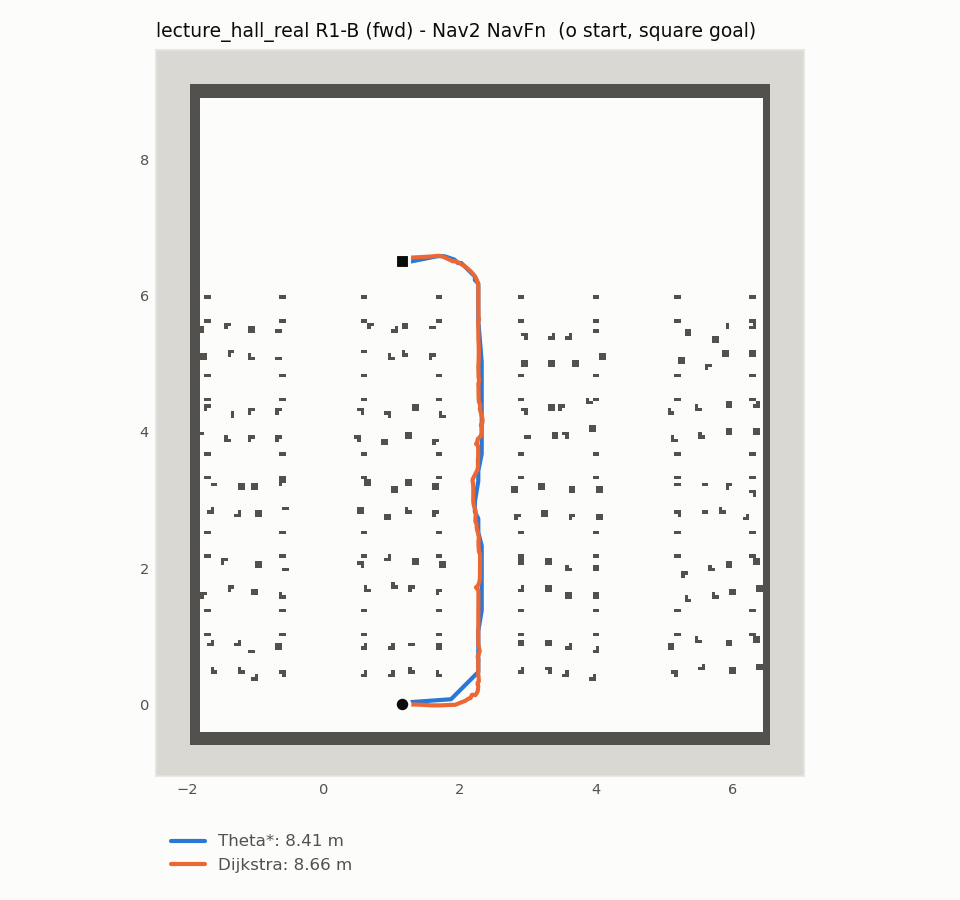 lecture_hall_real R1-B (fwd) - Nav2 NavFn  (o start, square goal)
8
6
4
2
0
−2 0 2 4 6
Theta*: 8.41 m
Dijkstra: 8.66 m